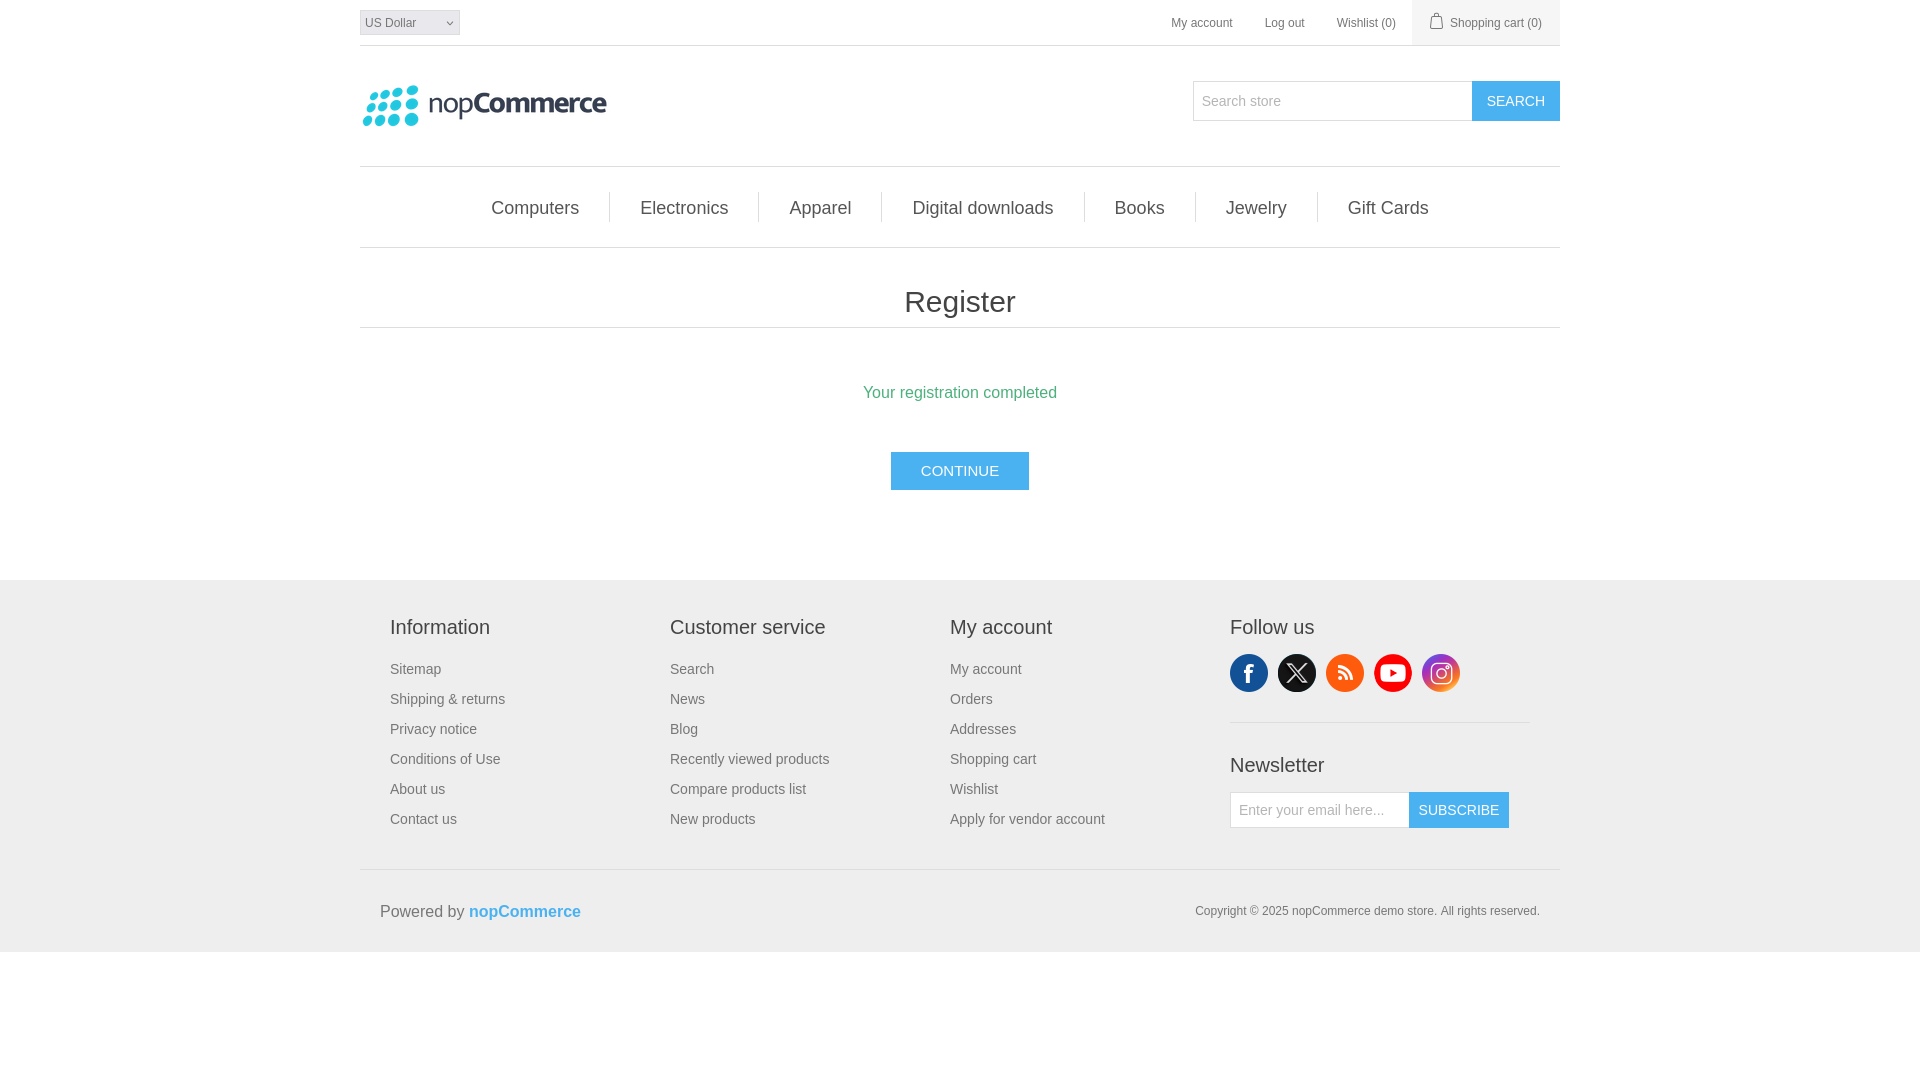 US Dollar
My account
Log out
Wishlist (0)
Shopping cart (0)
nopCommerce
Search store
SEARCH
Computers
Electronics
Apparel
Digital downloads
Books
Jewelry
Gift Cards
Register
Your registration completed
CONTINUE
Information
Sitemap
Shipping & returns
Privacy notice
Conditions of Use
About us
Contact us
Customer service
Search
News
Blog
Recently viewed products
Compare products list
New products
My account
My account
Orders
Addresses
Shopping cart
Wishlist
Apply for vendor account
Follow us
Newsletter
Enter your email here...
SUBSCRIBE
Powered by nopCommerce
Copyright © 2025 nopCommerce demo store. All rights reserved.